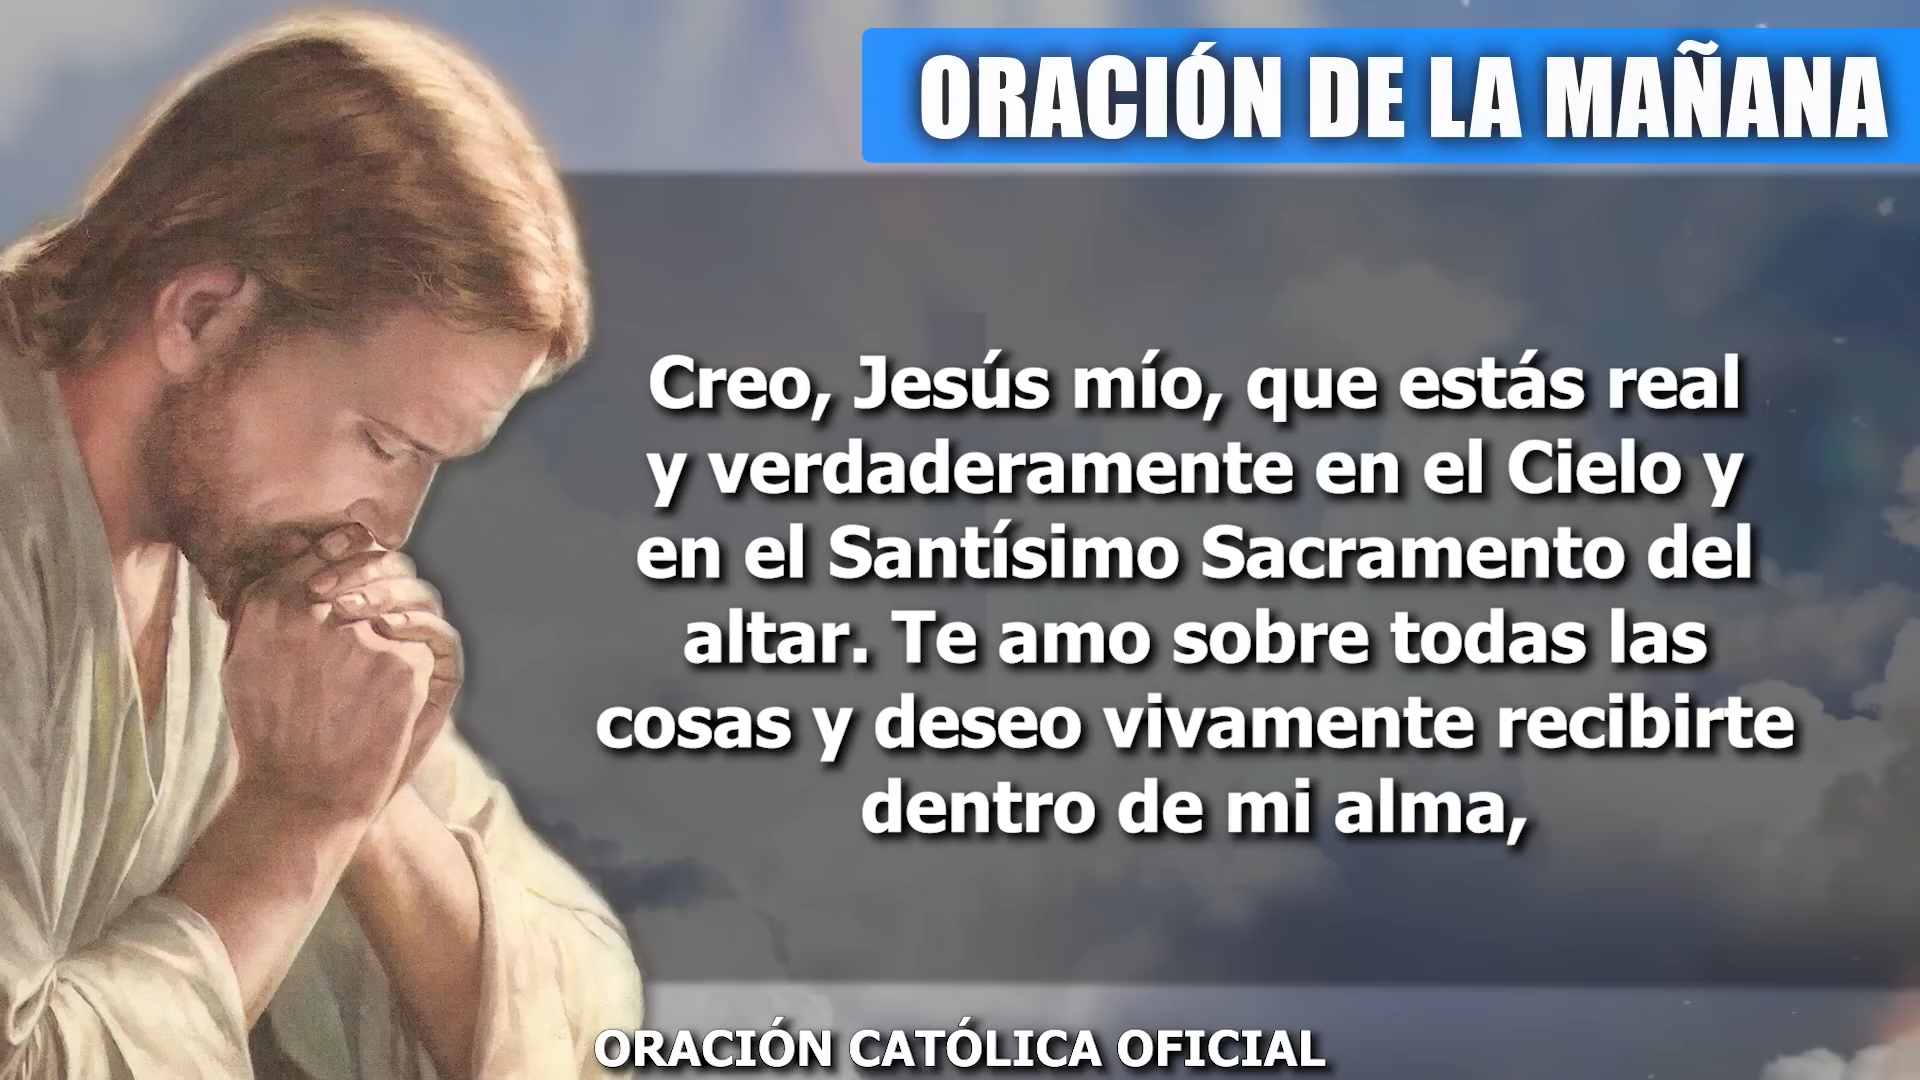 ORACIÓN DE LA MAÑANA
Creo, Jesús mío, que estás real
y verdaderamente en el Cielo y
en el Santísimo Sacramento del
altar. Te amo sobre todas las
cosas y deseo vivamente recibirte
dentro de mi alma,
ORACIÓN CATÓLICA OFICIAL